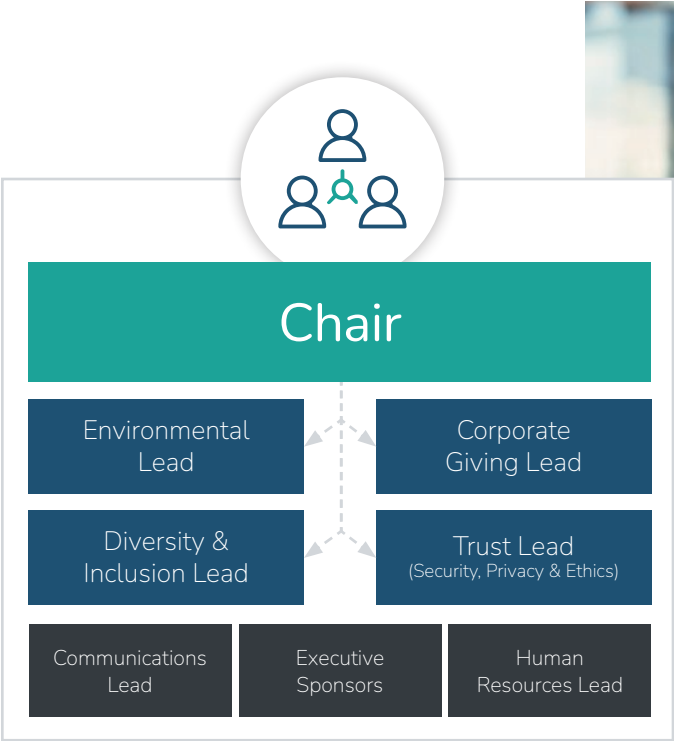 Chair
Environmental
Lead
Corporate
Giving Lead
Diversity &
Inclusion Lead
Trust Lead
(Security, Privacy & Ethics)
Communications
Lead
Executive
Sponsors
Human
Resources Lead